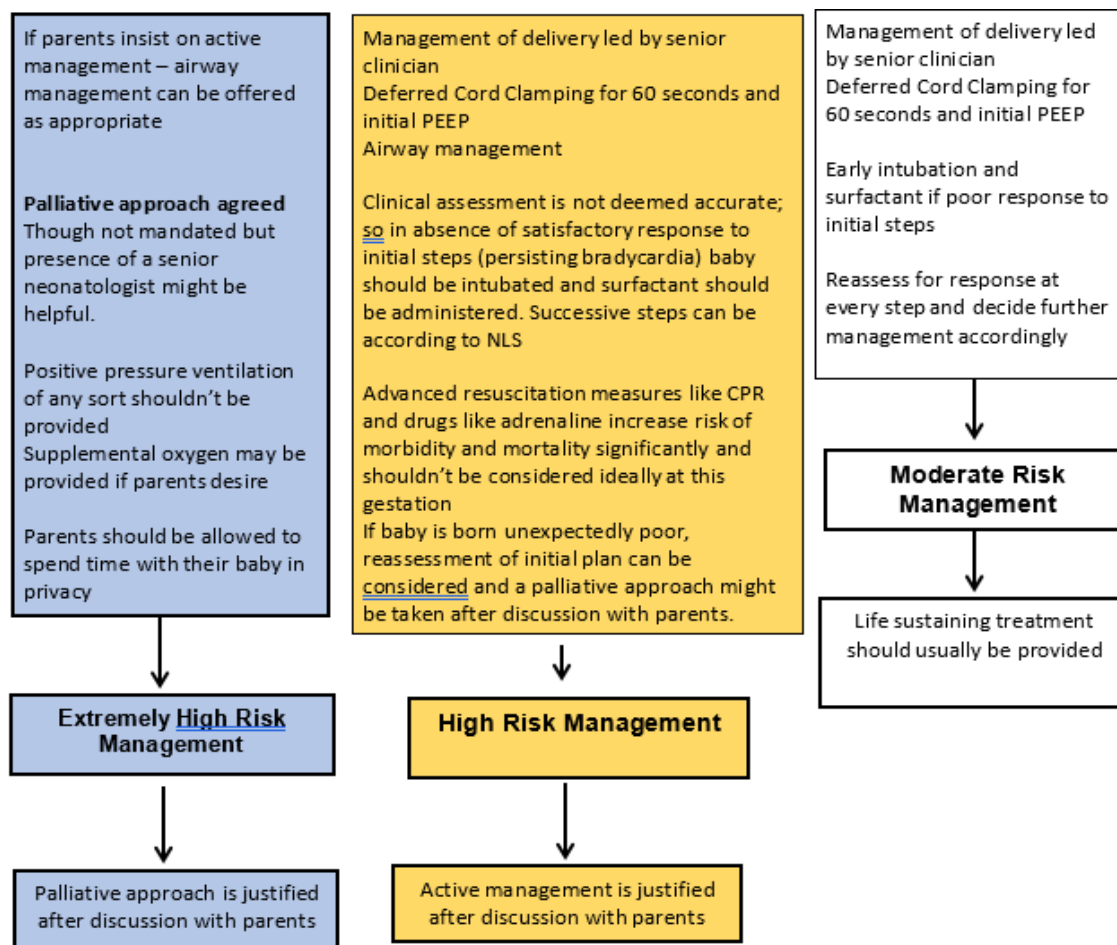 If parents insist on active
management – airway
management can be offered
as appropriate
Palliative approach agreed
Though not mandated but
presence of a senior
neonatologist might be
helpful.
Positive pressure ventilation
of any sort shouldn't be
provided
Supplemental oxygen may be
provided if parents desire
Parents should be allowed to
spend time with their baby in
privacy
Extremely High Risk
Management
Palliative approach is justified
after discussion with parents
Management of delivery led by senior
clinician
Deferred Cord Clamping for 60 seconds and
initial PEEP
Airway management
Clinical assessment is not deemed accurate;
so in absence of satisfactory response to
initial steps (persisting bradycardia) baby
should be intubated and surfactant should
be administered. Successive steps can be
according to NLS
Advanced resuscitation measures like CPR
and drugs like adrenaline increase risk of
morbidity and mortality significantly and
shouldn't be considered ideally at this
gestation
If baby is born unexpectedly poor,
reassessment of initial plan can be
considered and a palliative approach might
be taken after discussion with parents.
High Risk Management
Active management is justified
after discussion with parents
Management of delivery led
by senior clinician
Deferred Cord Clamping for
60 seconds and initial PEEP
Early intubation and
surfactant if poor response to
initial steps
Reassess for response at
every step and decide further
management accordingly
Moderate Risk
Management
Life sustaining treatment
should usually be provided